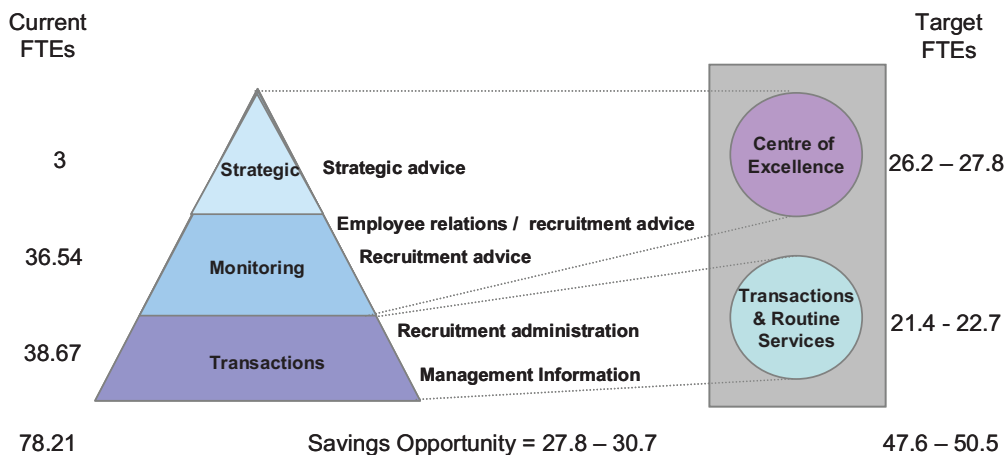 Current
FTEs
Target
FTEs
3
Strategic
Strategic advice
Centre of
Excellence
26.2 – 27.8
Employee relations / recruitment advice
36.54
Monitoring
Recruitment advice
Transactions
& Routine
Services
21.4 - 22.7
Recruitment administration
38.67
Transactions
Management Information
78.21
Savings Opportunity = 27.8 – 30.7
47.6 – 50.5